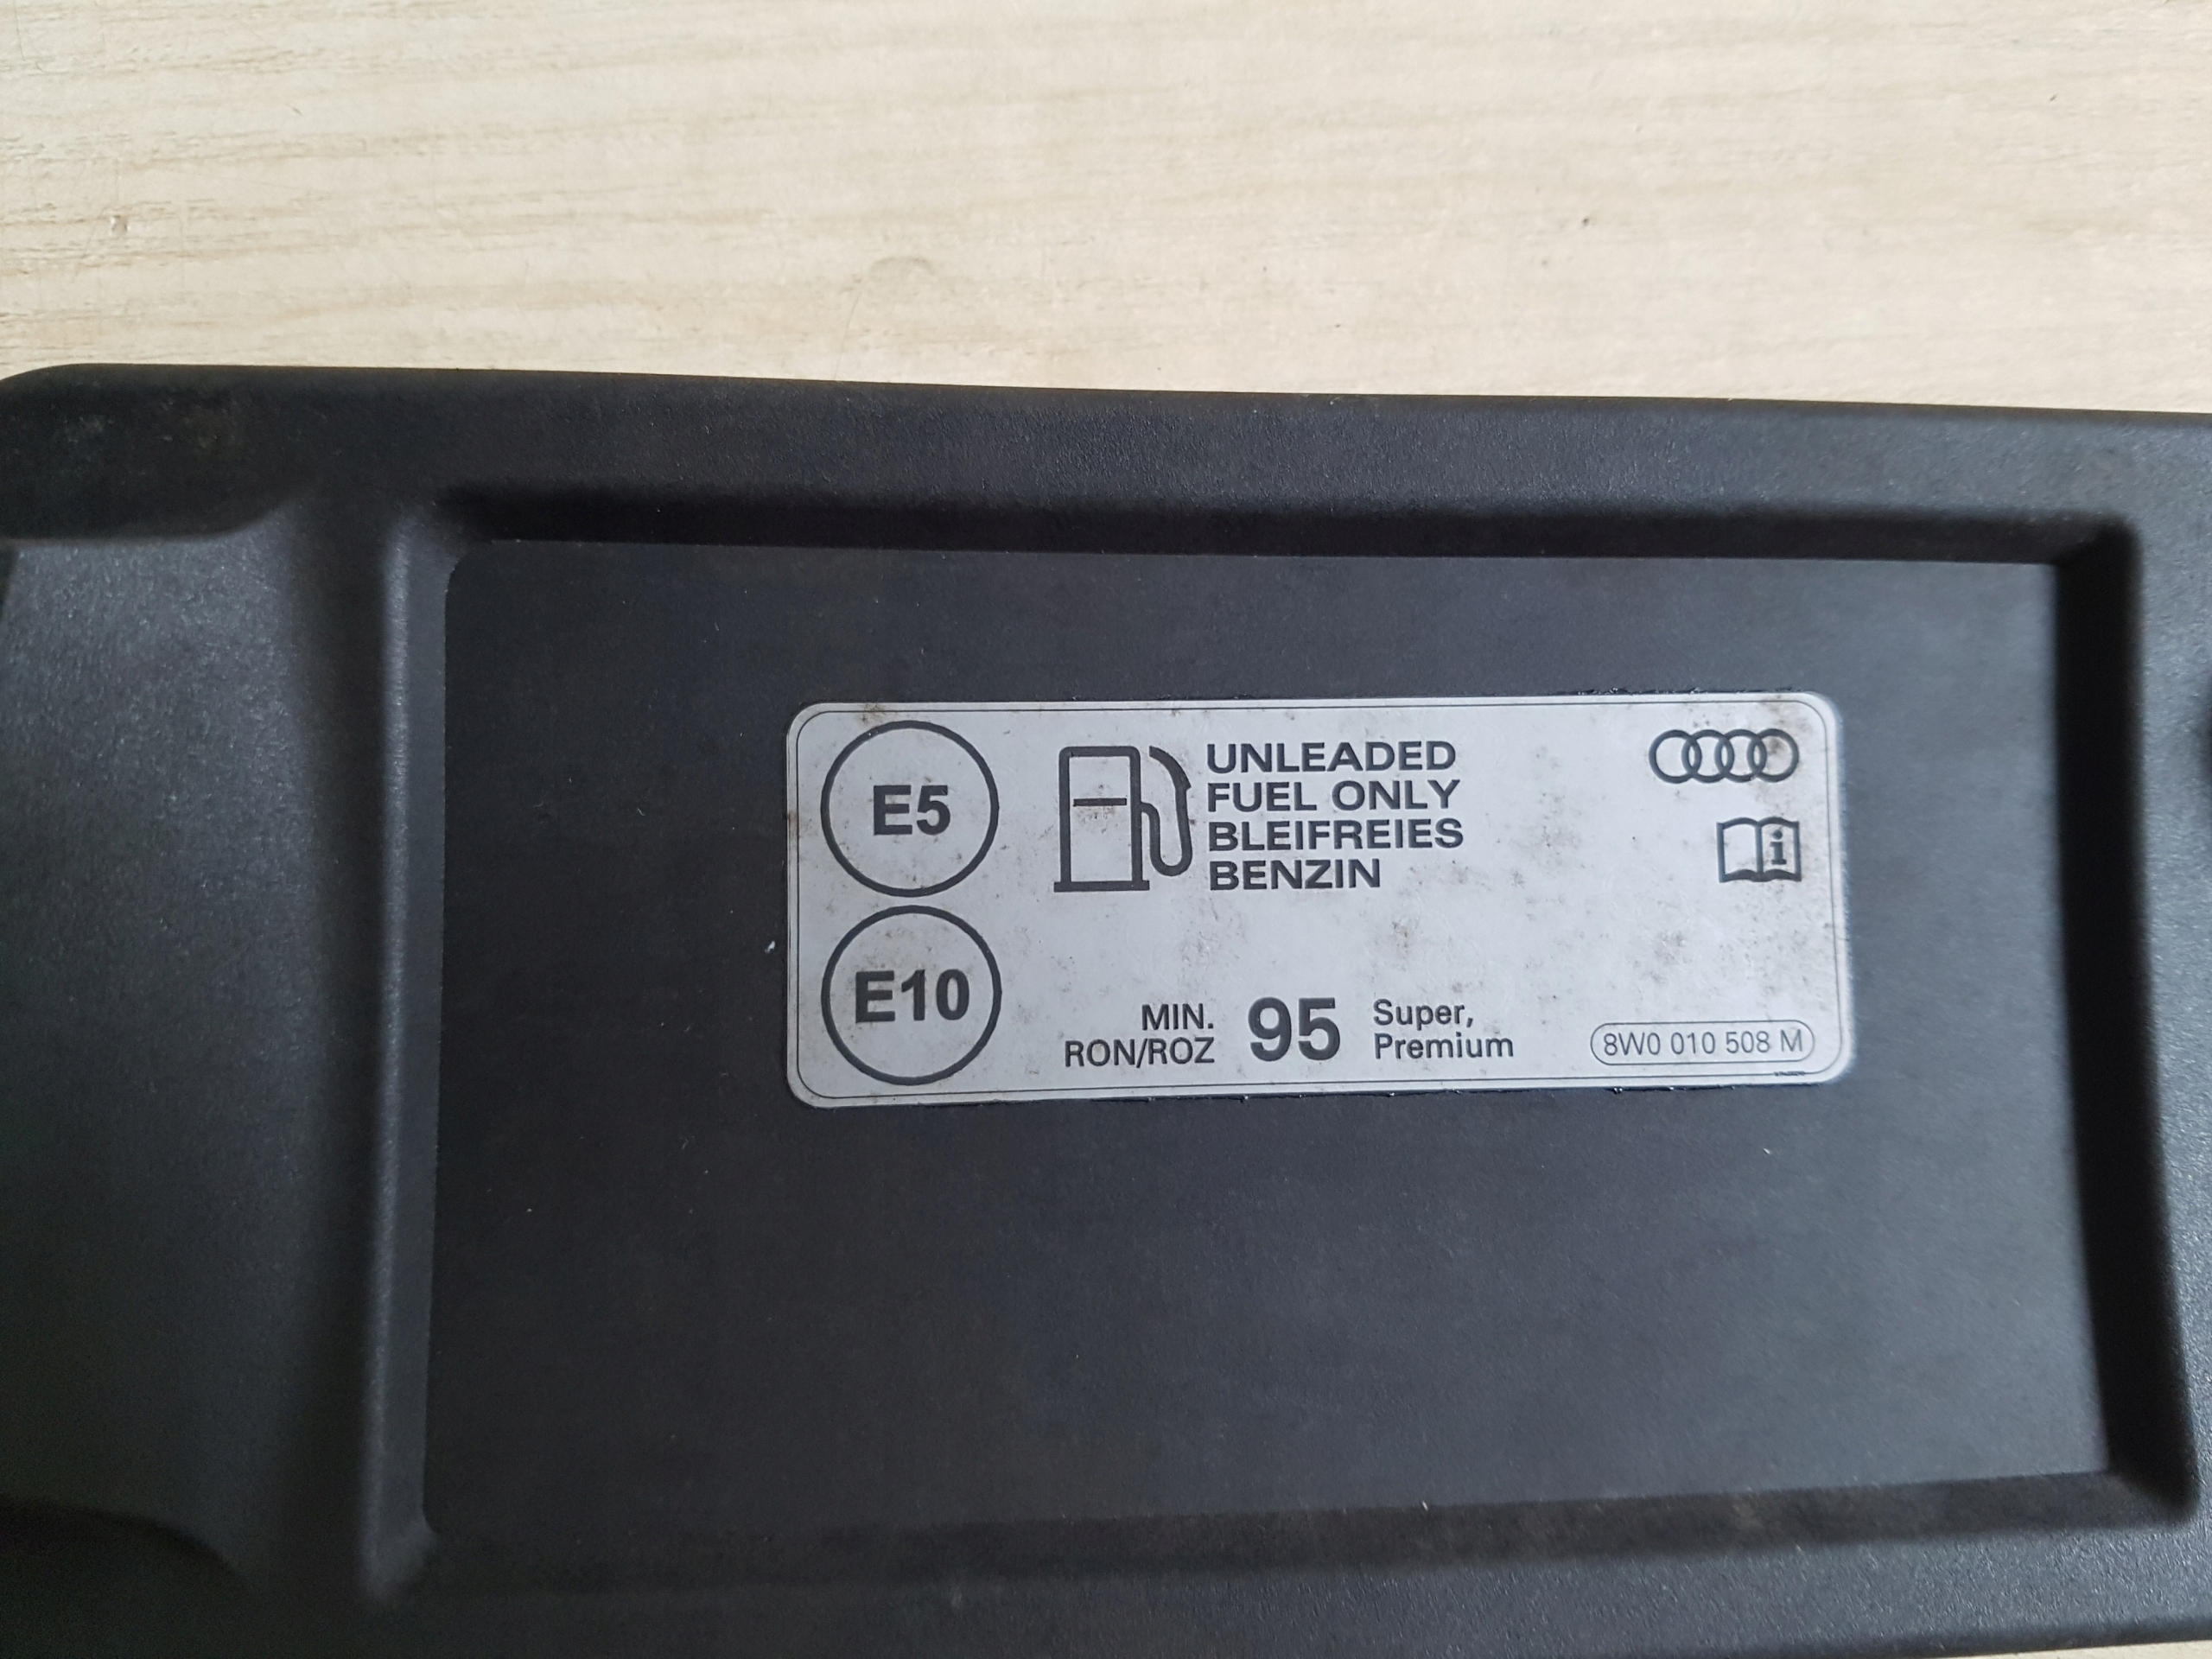 E5
E10
UNLEADED
FUEL ONLY
BLEIFREIES
BENZIN
MIN.
RON/ROZ
95
Super,
Premium
i
8W0 010 508 M